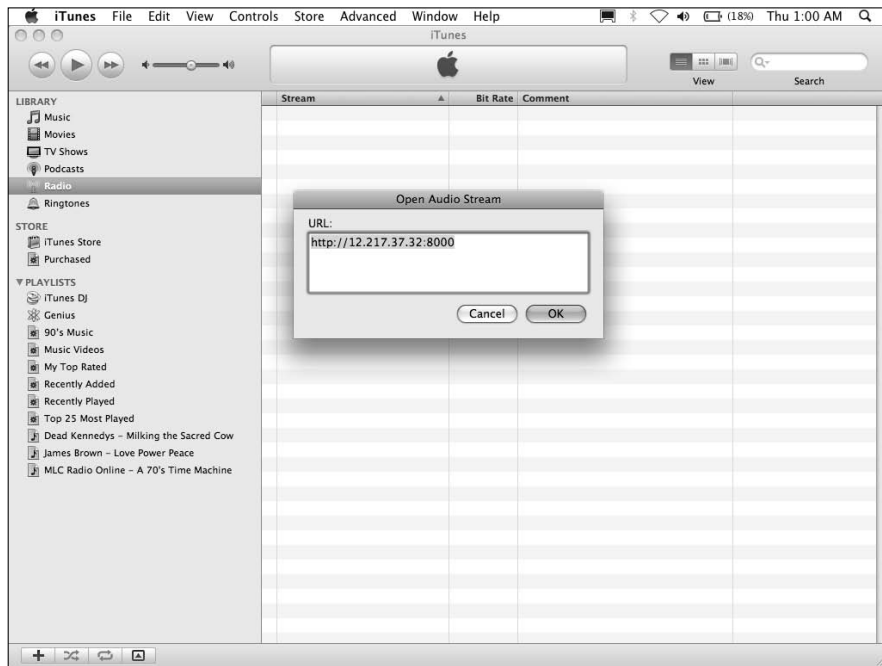 iTunes File Edit View Controls Store Advanced Window Help (18%) Thu 1:00 AM
iTunes
View Search
LIBRARY
Music
Movies
TV Shows
Podcasts
Radio
Ringtones
STORE
iTunes Store
Purchased
PLAYLISTS
iTunes DJ
Genius
90's Music
Music Videos
My Top Rated
Recently Added
Recently Played
Top 25 Most Played
Dead Kennedys – Milking the Sacred Cow
James Brown – Love Power Peace
MLC Radio Online – A 70's Time Machine
Stream Bit Rate Comment
Open Audio Stream
URL:
http://12.217.37.32:8000
Cancel OK